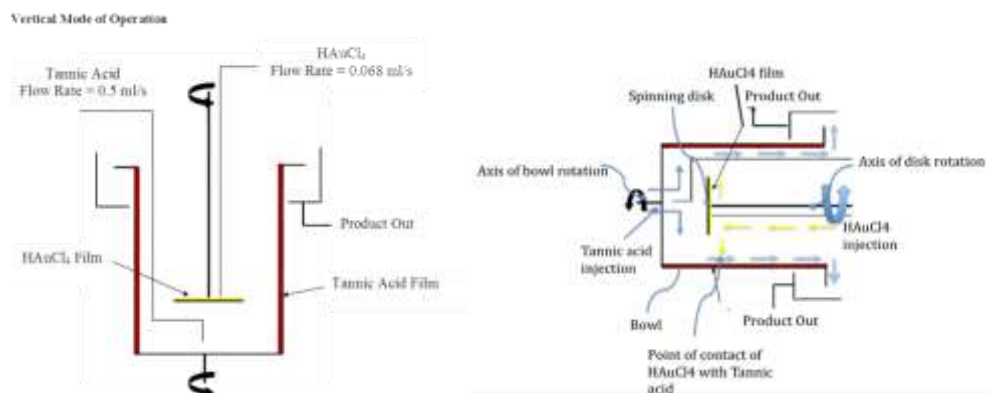 Vertical Mode of Operation
HAuCl₄
Flow Rate = 0.068 ml/s
Tannic Acid
Flow Rate = 0.5 ml/s
Product Out
HAuCl₄ Film
Tannic Acid Film
HAuCl4 film
Spinning disk
Product Out
Axis of bowl rotation
Axis of disk rotation
HAuCl4
injection
Tannic acid
injection
Bowl
Product Out
Point of contact of
HAuCl4 with Tannic
acid